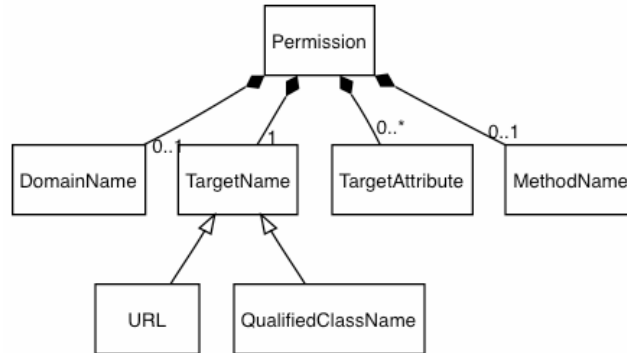 Permission
0..1
1
0..*
0..1
DomainName
TargetName
TargetAttribute
MethodName
URL
QualifiedClassName